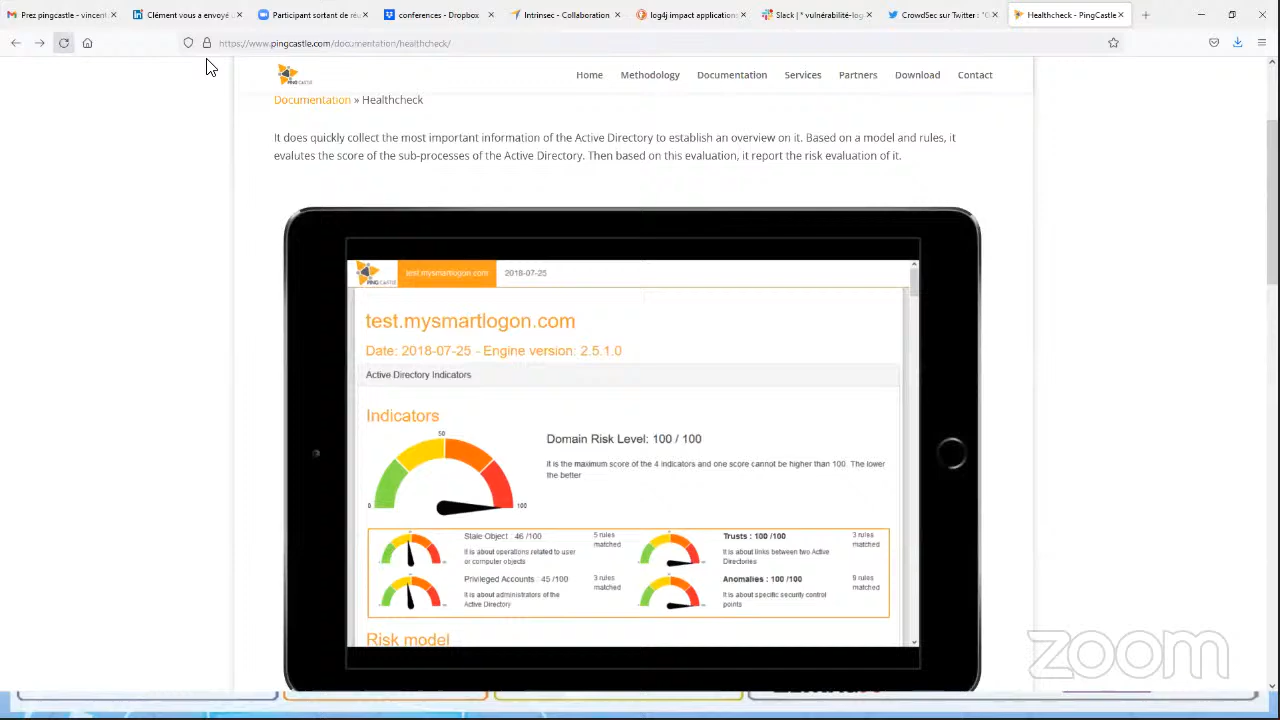 Prez pingcastle - vincent
Clément vous a envoyé
Participant instantané de re
emails - Dropbox
Intrinsec - Collaboration
log4j impact application
Slack | vulnérabilité-log
CrowdSec sur Twitter : "C
Healthcheck - PingCastle
https://www.pingcastle.com/documentation/healthcheck/
Home Methodology Documentation Services Partners Download Contact
Documentation » Healthcheck
It does quickly collect the most important information of the Active Directory to establish an overview on it. Based on a model and rules, it
evalutes the score of the sub-processes of the Active Directory. Then based on this evaluation, it report the risk evaluation of it.
PING CASTLE
test.mysmartlogon.com 2018-07-25
test.mysmartlogon.com
Date: 2018-07-25 - Engine version: 2.5.1.0
Active Directory Indicators
Indicators
50
0
100
Domain Risk Level: 100 / 100
It is the maximum score of the 4 indicators and one score cannot be higher than 100. The lower
the better
Stale Object : 46 /100
It is about operations related to user
or computer objects
5 rules
matched
Trusts : 100 /100
It is about links between two Active
Directories
3 rules
matched
Privileged Accounts : 45 /100
It is about administrators of the
Active Directory
3 rules
matched
Anomalies : 100 /100
It is about specific security control
points
9 rules
matched
Risk model
zoom